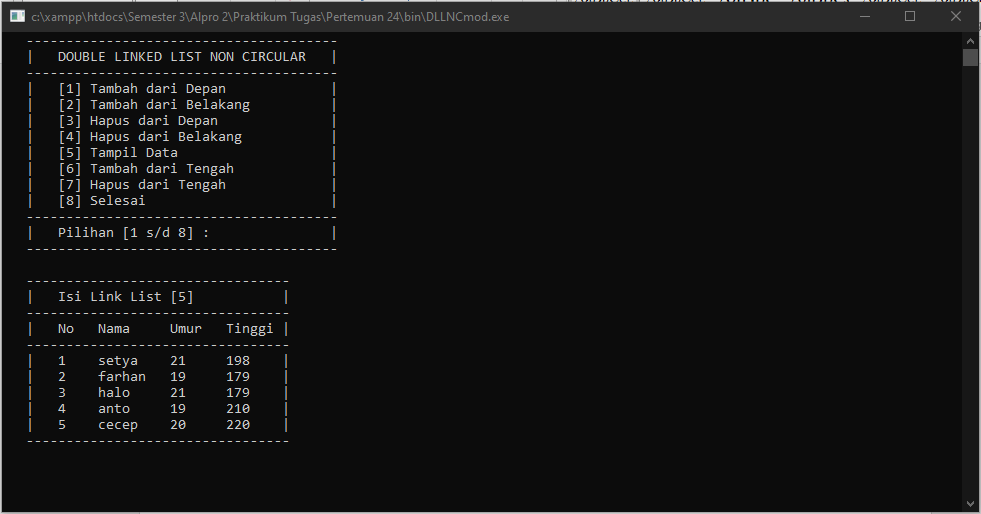 c:\xampp\htdocs\Semester 3\Alpro 2\Praktikum Tugas\Pertemuan 24\bin\DLLNCmod.exe
---------------------------------------
|   DOUBLE LINKED LIST NON CIRCULAR   |
---------------------------------------
|   [1] Tambah dari Depan             |
|   [2] Tambah dari Belakang          |
|   [3] Hapus dari Depan              |
|   [4] Hapus dari Belakang           |
|   [5] Tampil Data                   |
|   [6] Tambah dari Tengah            |
|   [7] Hapus dari Tengah             |
|   [8] Selesai                       |
---------------------------------------
|   Pilihan [1 s/d 8] :               |
---------------------------------------
---------------------------------
|   Isi Link List [5]           |
---------------------------------
|   No   Nama     Umur   Tinggi |
---------------------------------
|   1    setya    21     198    |
|   2    farhan   19     179    |
|   3    halo     21     179    |
|   4    anto     19     210    |
|   5    cecep    20     220    |
---------------------------------